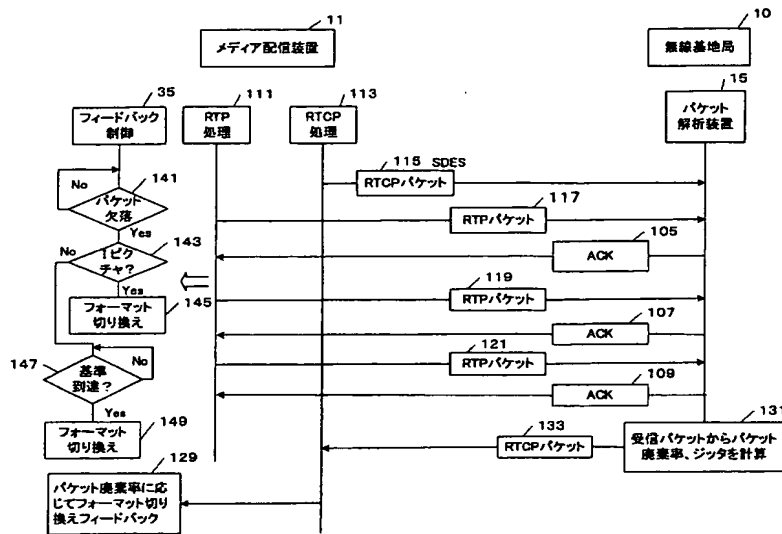 11
メディア配信装置
10
無線基地局
35
フィードバック
制御
111
RTP
処理
113
RTCP
処理
15
パケット
解析装置
No
141
パケット
欠落
Yes
115 SDES
RTCPパケット
117
RTPパケット
No
143
Iピク
チャ?
Yes
105
ACK
フォーマット
切り換え
145
119
RTPパケット
107
ACK
147
No
基準
到達?
Yes
121
RTPパケット
109
ACK
フォーマット
切り換え
149
133
RTCPパケット
131
受信パケットからパケット
廃棄率、ジッタを計算
129
パケット廃棄率に応
じてフォーマット切り
換えフィードバック